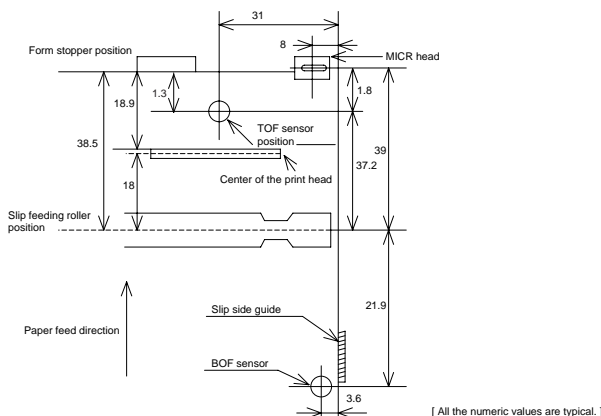 31
Form stopper position
8
MICR head
1.3
1.8
18.9
TOF sensor
position
38.5
39
37.2
Center of the print head
18
Slip feeding roller
position
21.9
Slip side guide
Paper feed direction
BOF sensor
3.6
[ All the numeric values are typical. ]